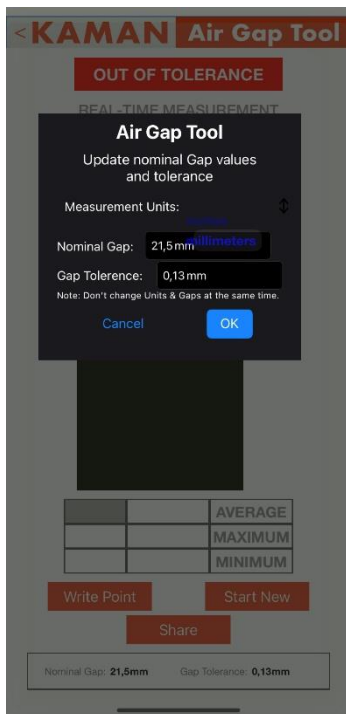 < KAMAN Air Gap Tool
OUT OF TOLERANCE
REAL-TIME MEASUREMENT
Air Gap Tool
Update nominal Gap values
and tolerance
Measurement Units:
millimeters
Nominal Gap: 21,5 mm
Gap Tolerence: 0,13 mm
Note: Don't change Units & Gaps at the same time.
Cancel OK
AVERAGE
MAXIMUM
MINIMUM
Write Point Start New
Share
Nominal Gap: 21,5mm Gap Tolerance: 0,13mm